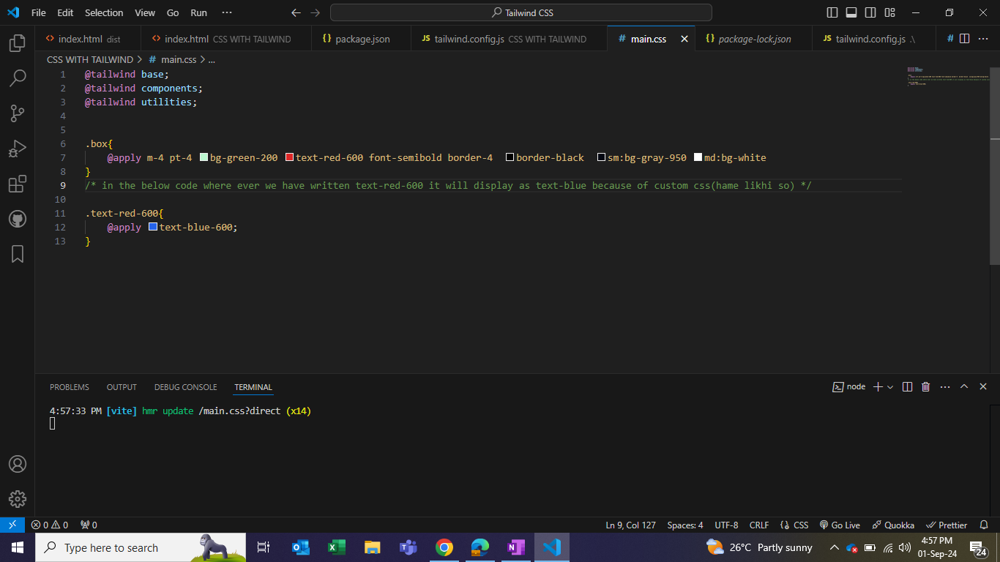 File Edit Selection View Go Run ··· Tailwind CSS
index.html dist index.html CSS WITH TAILWIND {} package.json JS tailwind.config.js CSS WITH TAILWIND # main.css {} package-lock.json JS tailwind.config.js .\ # ···
CSS WITH TAILWIND > # main.css > ...
1 @tailwind base;
2 @tailwind components;
3 @tailwind utilities;
4
5
6 .box{
7 @apply m-4 pt-4 bg-green-200 text-red-600 font-semibold border-4 border-black sm:bg-gray-950 md:bg-white
8 }
9 /* in the below code where ever we have written text-red-600 it will display as text-blue because of custom css(hame likhi so) */
10
11 .text-red-600{
12 @apply text-blue-600;
13 }
PROBLEMS OUTPUT DEBUG CONSOLE TERMINAL node
4:57:33 PM [vite] hmr update /main.css?direct (x14)
0 0 0 Ln 9, Col 127 Spaces: 4 UTF-8 CRLF {} CSS Go Live Quokka Prettier
Type here to search 26°C Partly sunny 4:57 PM
01-Sep-24 24